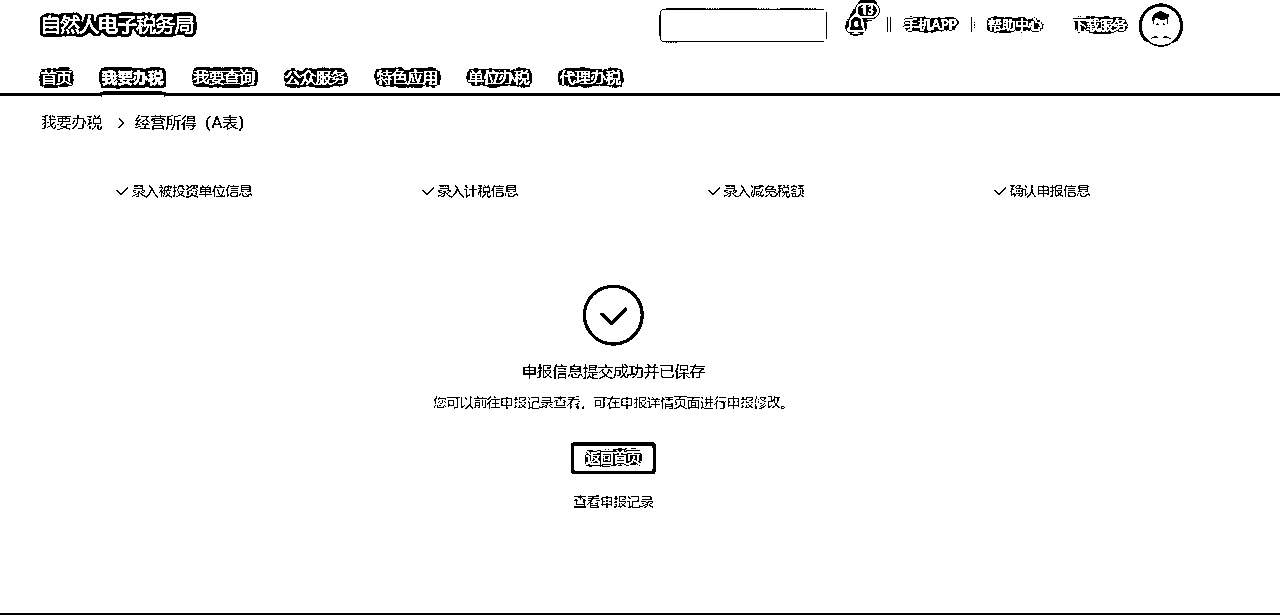 自然人电子税务局
13 手机APP 帮助中心 下载服务
首页 我要办税 我要查询 公众服务 特色应用 单位办税 代理办税
我要办税 > 经营所得（A表）
录入被投资单位信息 录入计税信息 录入减免税额 确认申报信息
申报信息提交成功并已保存
您可以前往申报记录查看，可在申报详情页面进行申报修改。
返回首页
查看申报记录